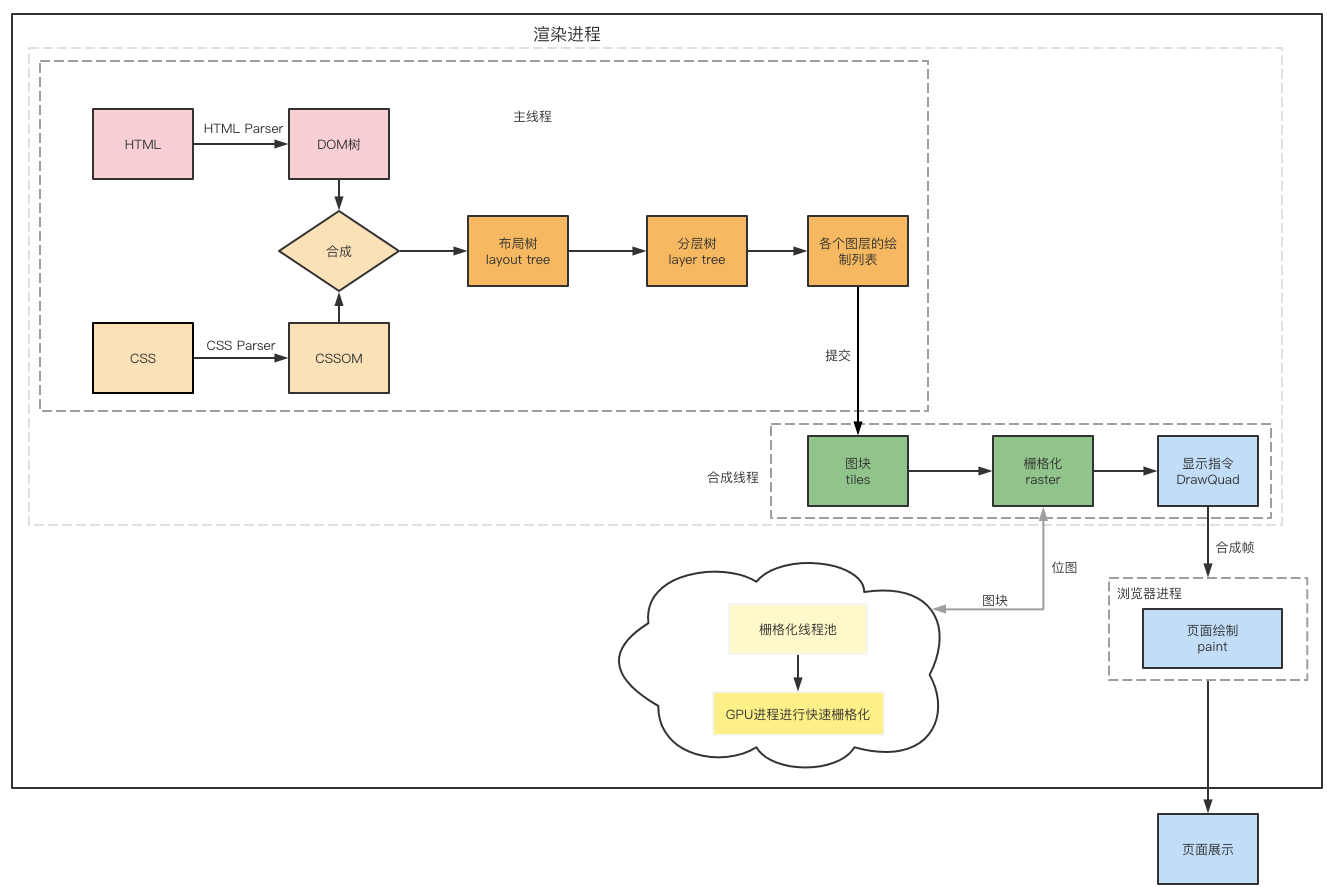 渲染进程
主线程
HTML
HTML Parser
DOM树
合成
布局树
layout tree
分层树
layer tree
各个图层的绘
制列表
CSS
CSS Parser
CSSOM
提交
合成线程
图块
tiles
栅格化
raster
显示指令
DrawQuad
合成帧
位图
图块
浏览器进程
页面绘制
paint
栅格化线程池
GPU进程进行快速栅格化
页面展示